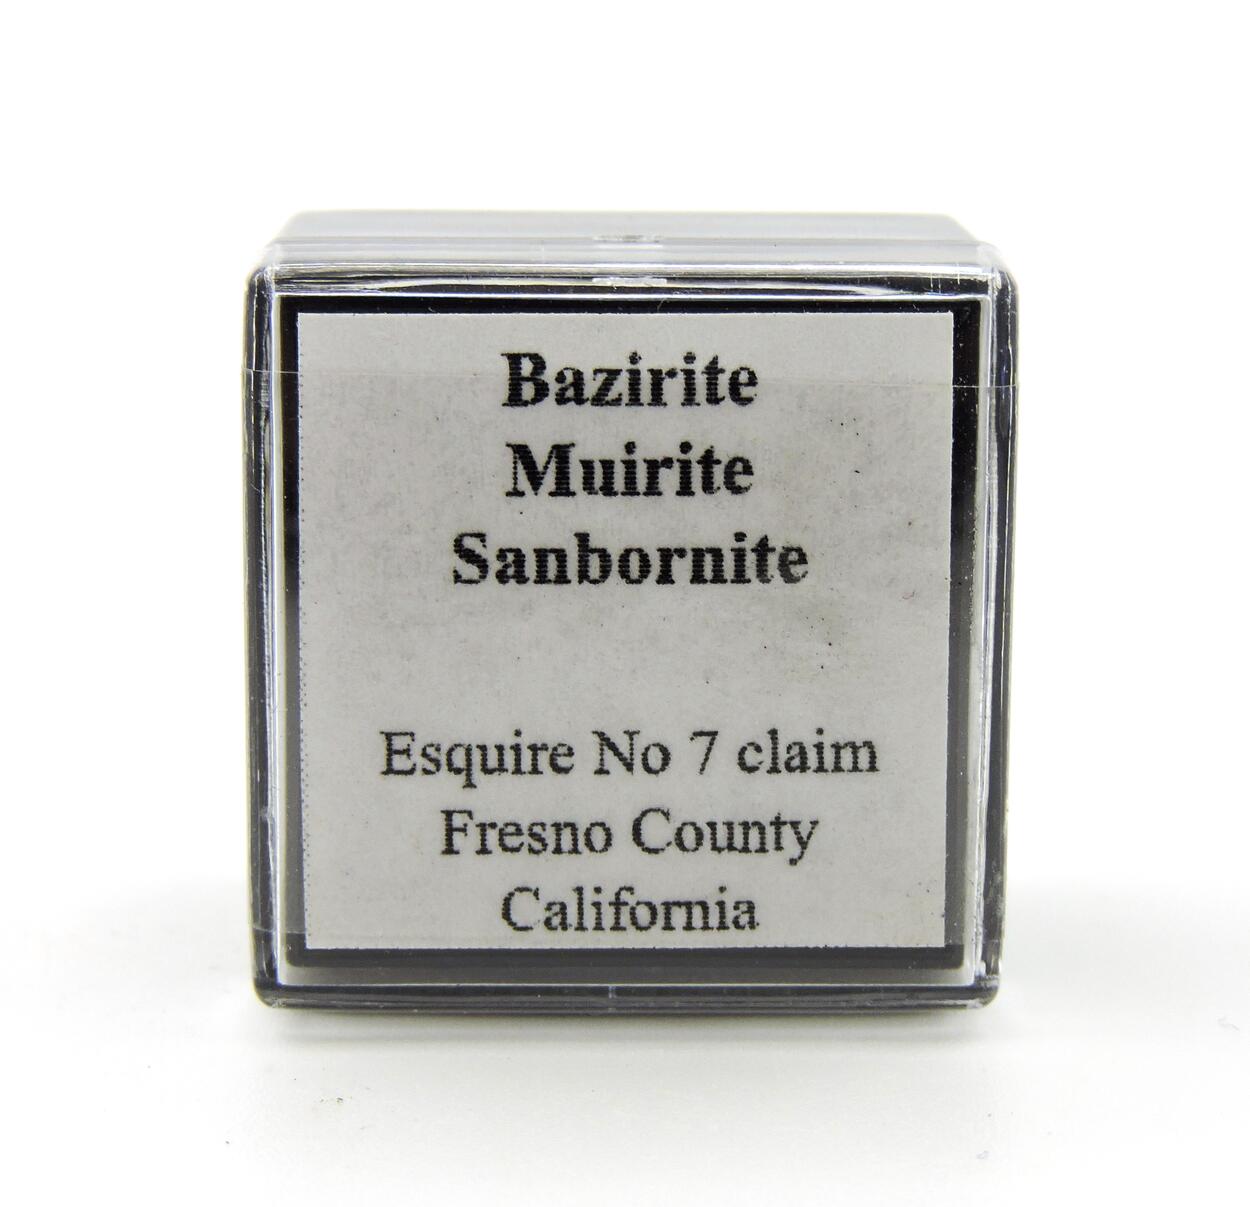 Bazirite
Muirite
Sanbornite
Esquire No 7 claim
Fresno County
California